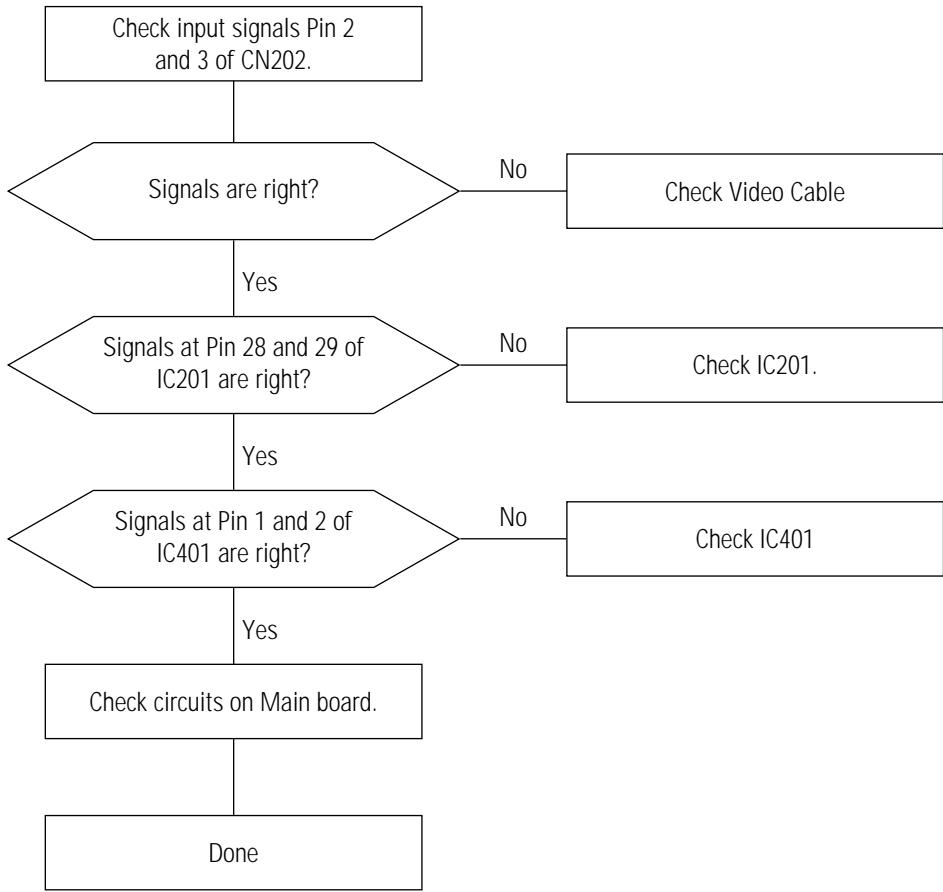 Check input signals Pin 2
and 3 of CN202.
Signals are right?
No
Check Video Cable
Yes
Signals at Pin 28 and 29 of
IC201 are right?
No
Check IC201.
Yes
Signals at Pin 1 and 2 of
IC401 are right?
No
Check IC401
Yes
Check circuits on Main board.
Done